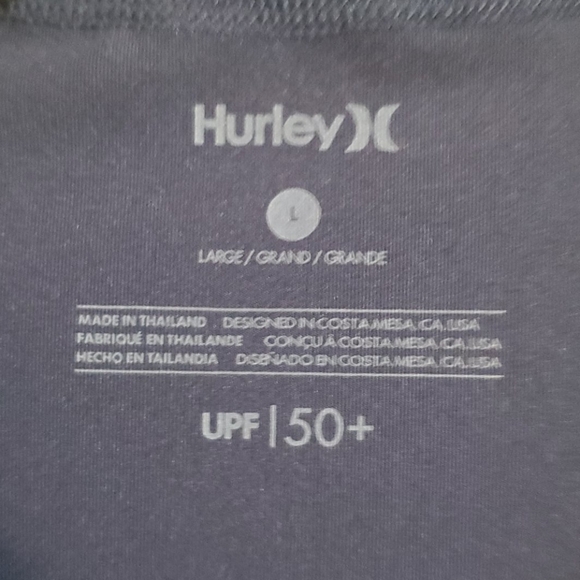 Hurley
L
LARGE / GRAND / GRANDE
MADE IN THAILAND DESIGNED IN COSTA MESA, CA, USA
FABRIQUÉ EN THAILANDE CONÇU À COSTA MESA, CA, USA
HECHO EN TAILANDIA DISEÑADO EN COSTA MESA, CA, USA
UPF | 50+